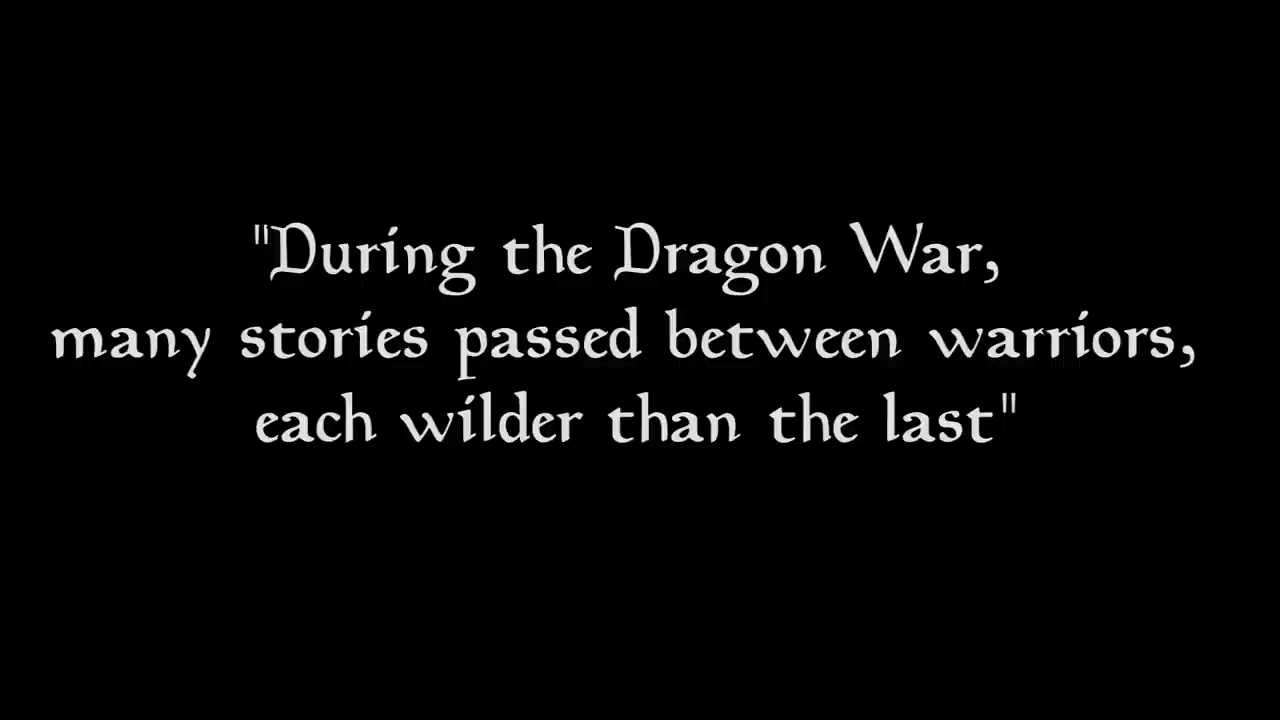 "During the Dragon War,
many stories passed between warriors,
each wilder than the last"